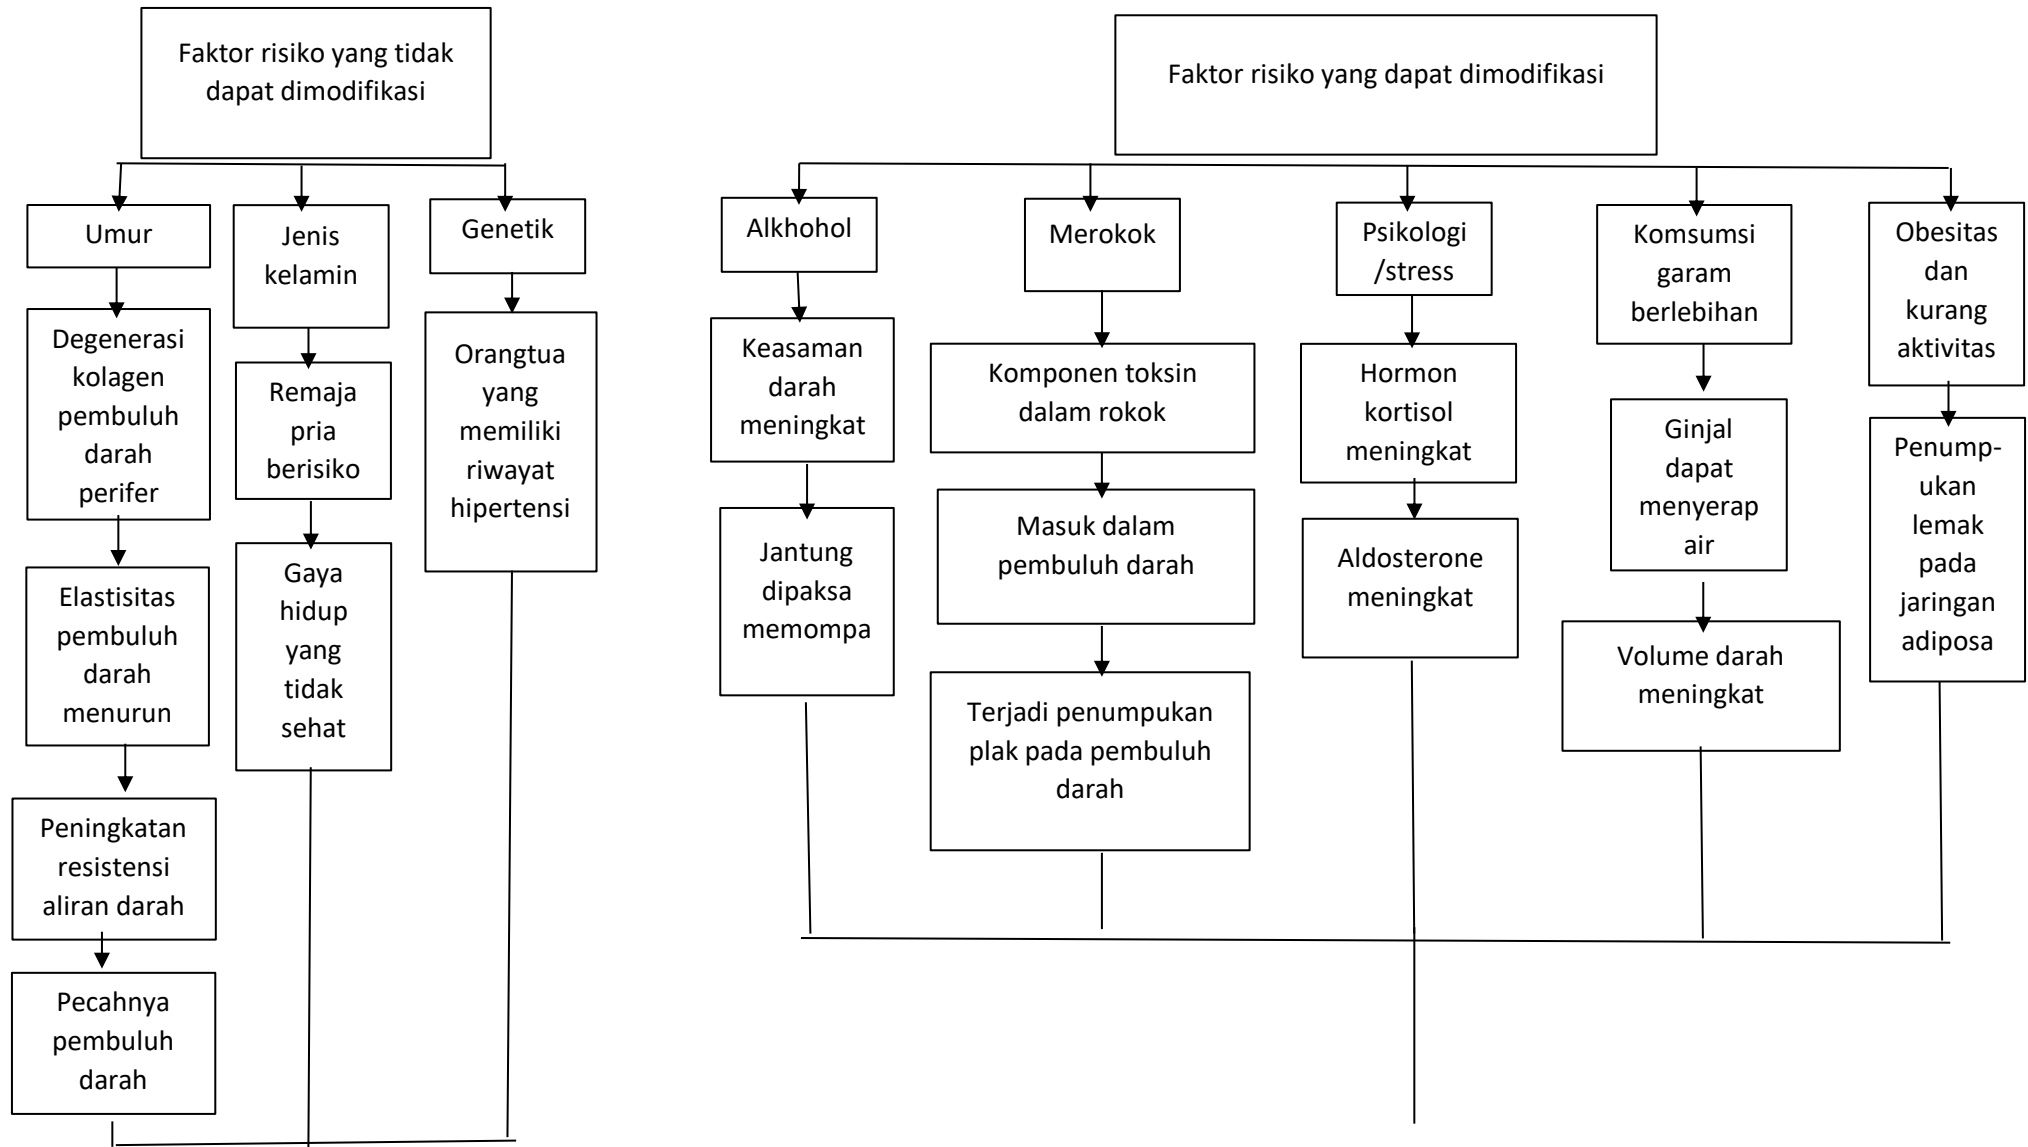 Faktor risiko yang tidak
dapat dimodifikasi
Umur
Degenerasi
kolagen
pembuluh
darah
perifer
Elastisitas
pembuluh
darah
menurun
Peningkatan
resistensi
aliran darah
Pecahnya
pembuluh
darah
Jenis
kelamin
Remaja
pria
berisiko
Gaya
hidup
yang
tidak
sehat
Genetik
Orangtua
yang
memiliki
riwayat
hipertensi
Faktor risiko yang dapat dimodifikasi
Alkhohol
Keasaman
darah
meningkat
Jantung
dipaksa
memompa
Merokok
Komponen toksin
dalam rokok
Masuk dalam
pembuluh darah
Terjadi penumpukan
plak pada pembuluh
darah
Psikologi
/stress
Hormon
kortisol
meningkat
Aldosterone
meningkat
Komsumsi
garam
berlebihan
Ginjal
dapat
menyerap
air
Volume darah
meningkat
Obesitas
dan
kurang
aktivitas
Penump-
ukan
lemak
pada
jaringan
adiposa